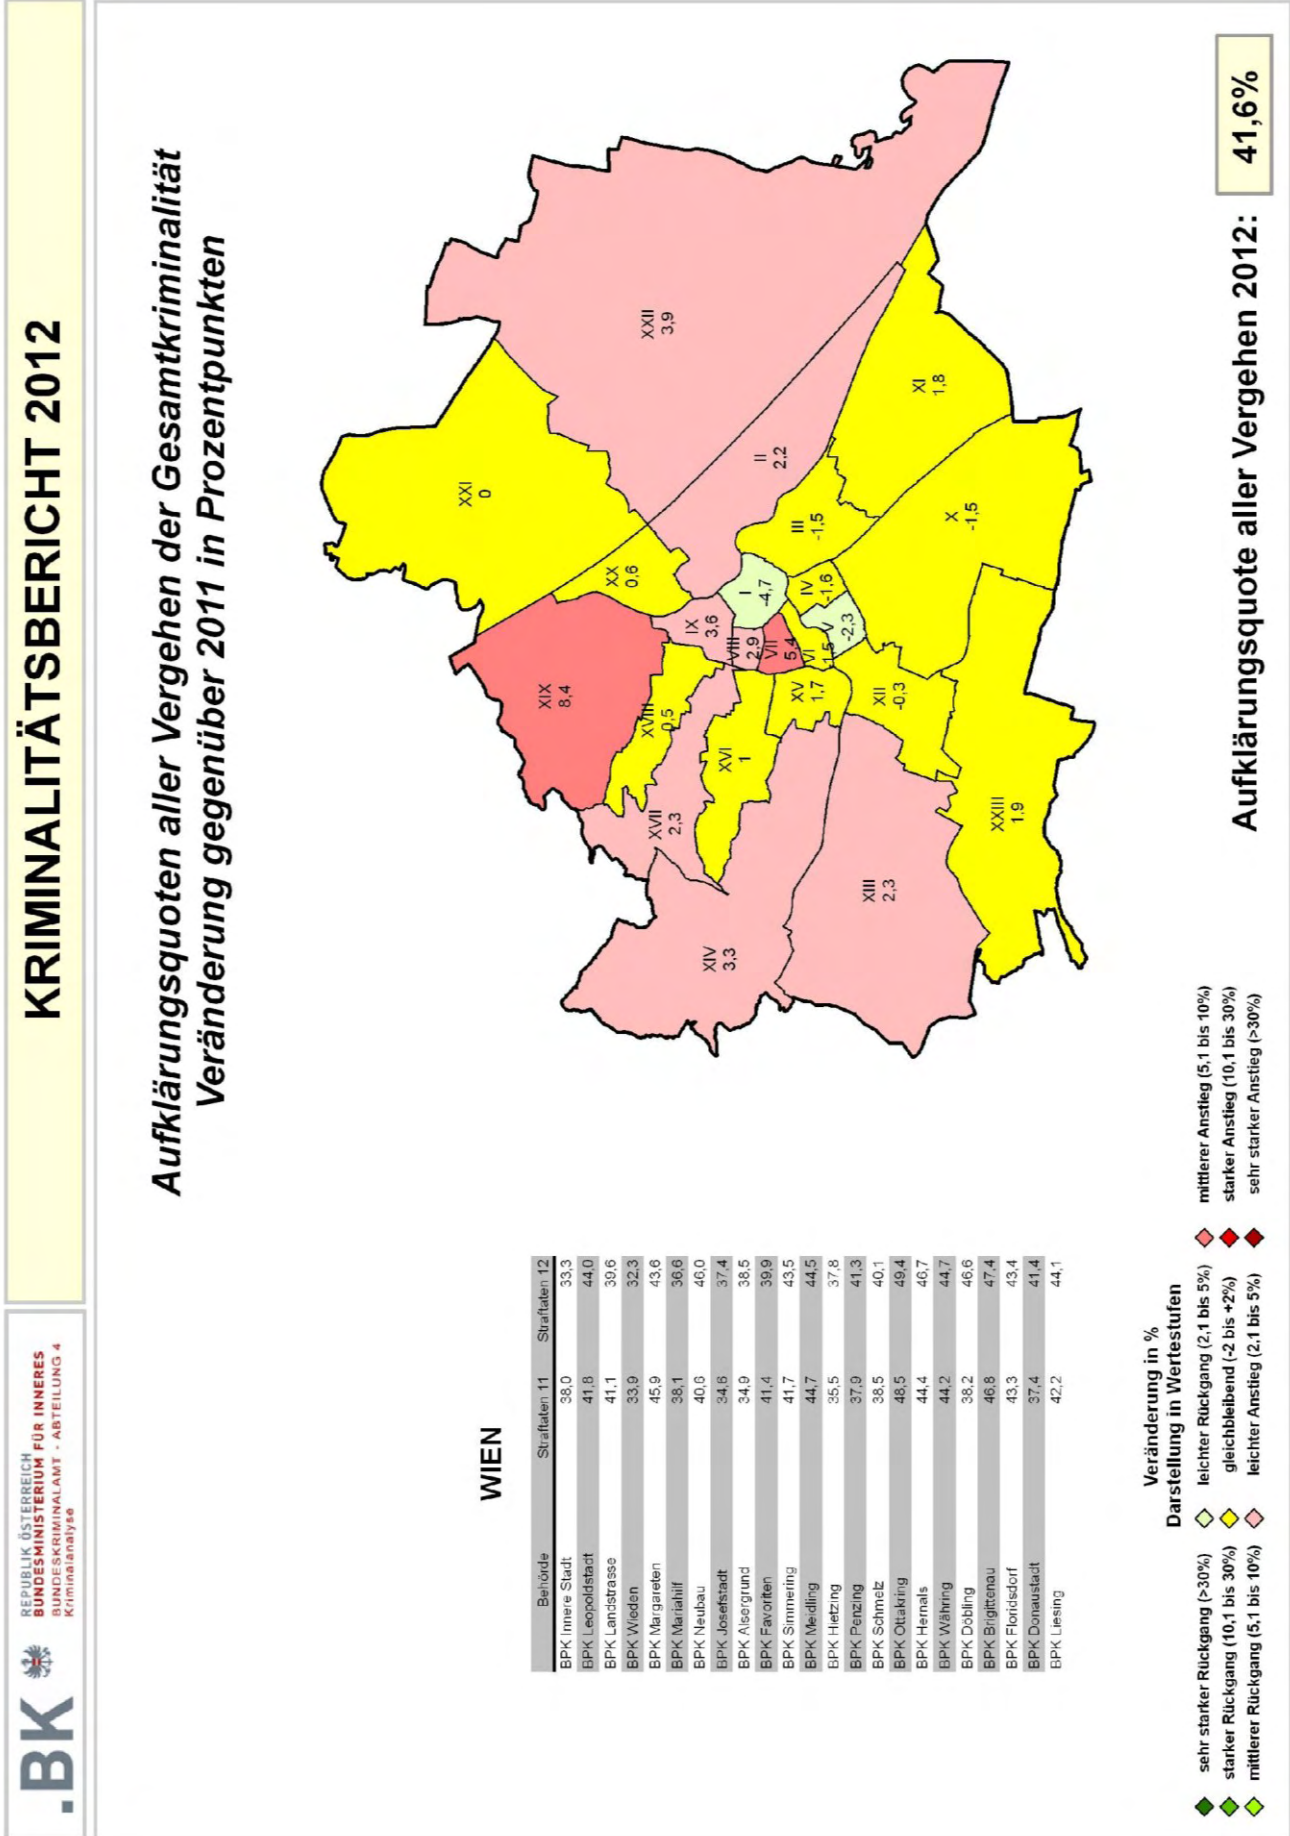 .BK
REPUBLIK ÖSTERREICH
BUNDESMINISTERIUM FÜR INNERES
BUNDESKRIMINALAMT - ABTEILUNG 4
Kriminalanalyse
KRIMINALITÄTSBERICHT 2012
Aufklärungsquoten aller Vergehen der Gesamtkriminalität
Veränderung gegenüber 2011 in Prozentpunkten
WIEN
Behörde Straftaten 11 Straftaten 12
BPK Innere Stadt 38,0 33,3
BPK Leopoldstadt 41,8 44,0
BPK Landstrasse 41,1 39,6
BPK Wieden 33,9 32,3
BPK Margareten 45,9 43,6
BPK Mariahilf 38,1 36,6
BPK Neubau 40,6 46,0
BPK Josefstadt 34,6 37,4
BPK Alsergrund 34,9 38,5
BPK Favoriten 41,4 39,9
BPK Simmering 41,7 43,5
BPK Meidling 44,7 44,5
BPK Hietzing 35,5 37,8
BPK Penzing 37,9 41,3
BPK Schmelz 38,5 40,1
BPK Ottakring 48,5 49,4
BPK Hernals 44,4 46,7
BPK Währing 44,2 44,7
BPK Döbling 38,2 46,6
BPK Brigittenau 46,8 47,4
BPK Floridsdorf 43,3 43,4
BPK Donaustadt 37,4 41,4
BPK Liesing 42,2 44,1
XXI
0
XIX
8,4
XX
0,6
XXII
3,9
XVIII
0,5
IX
3,6
XVII
2,3
XVI
1
VIII
2,9
I
-4,7
II
2,2
XIV
3,3
VII
5,4
XV
1,7
VI
-1,5
IV
-1,6
III
-1,5
V
-2,3
XIII
2,3
XII
-0,3
XI
1,8
X
-1,5
XXIII
1,9
Veränderung in %
Darstellung in Wertestufen
sehr starker Rückgang (>30%)
starker Rückgang (10,1 bis 30%)
mittlerer Rückgang (5,1 bis 10%)
leichter Rückgang (2,1 bis 5%)
gleichbleibend (-2 bis +2%)
leichter Anstieg (2,1 bis 5%)
mittlerer Anstieg (5,1 bis 10%)
starker Anstieg (10,1 bis 30%)
sehr starker Anstieg (>30%)
Aufklärungsquote aller Vergehen 2012: 41,6%